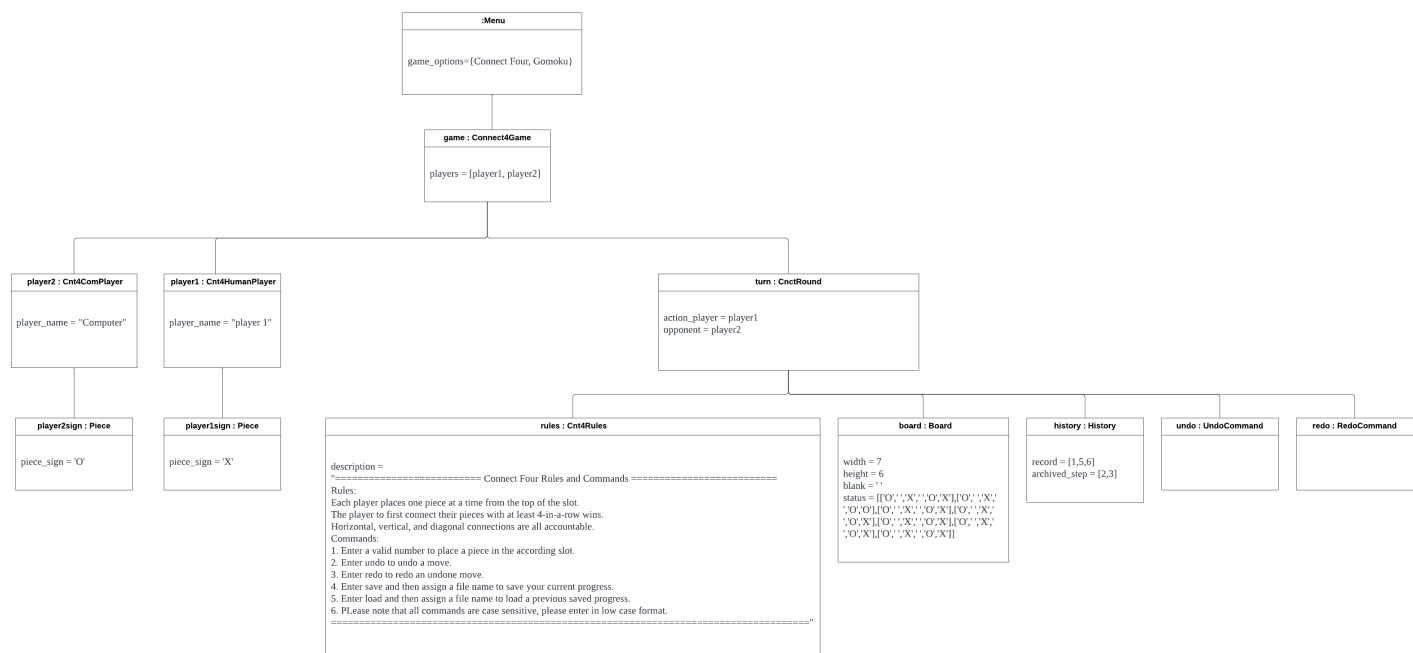 :Menu
game_options={Connect Four, Gomoku}
game : Connect4Game
players = [player1, player2]
player2 : Cnt4ComPlayer
player_name = "Computer"
player1 : Cnt4HumanPlayer
player_name = "player 1"
turn : CnctRound
action_player = player1
opponent = player2
player2sign : Piece
piece_sign = 'O'
player1sign : Piece
piece_sign = 'X'
rules : Cnt4Rules
description =
"========================== Connect Four Rules and Commands ==========================
Rules:
Each player places one piece at a time from the top of the slot.
The player to first connect their pieces with at least 4-in-a-row wins.
Horizontal, vertical, and diagonal connections are all accountable.
Commands:
1. Enter a valid number to place a piece in the according slot.
2. Enter undo to undo a move.
3. Enter redo to redo an undone move.
4. Enter save and then assign a file name to save your current progress.
5. Enter load and then assign a file name to load a previous saved progress.
6. PLease note that all commands are case sensitive, please enter in low case format.
====================================================================================="
board : Board
width = 7
height = 6
blank = ' '
status = [['O',' ','X',' ','O','X'],['O',' ','X','
','O','O'],['O',' ','X',' ','O','X'],['O',' ','X','
','O','X'],['O',' ','X',' ','O','X'],['O',' ','X','
','O','X'],['O',' ','X',' ','O','X']]
history : History
record = [1,5,6]
archived_step = [2,3]
undo : UndoCommand
redo : RedoCommand